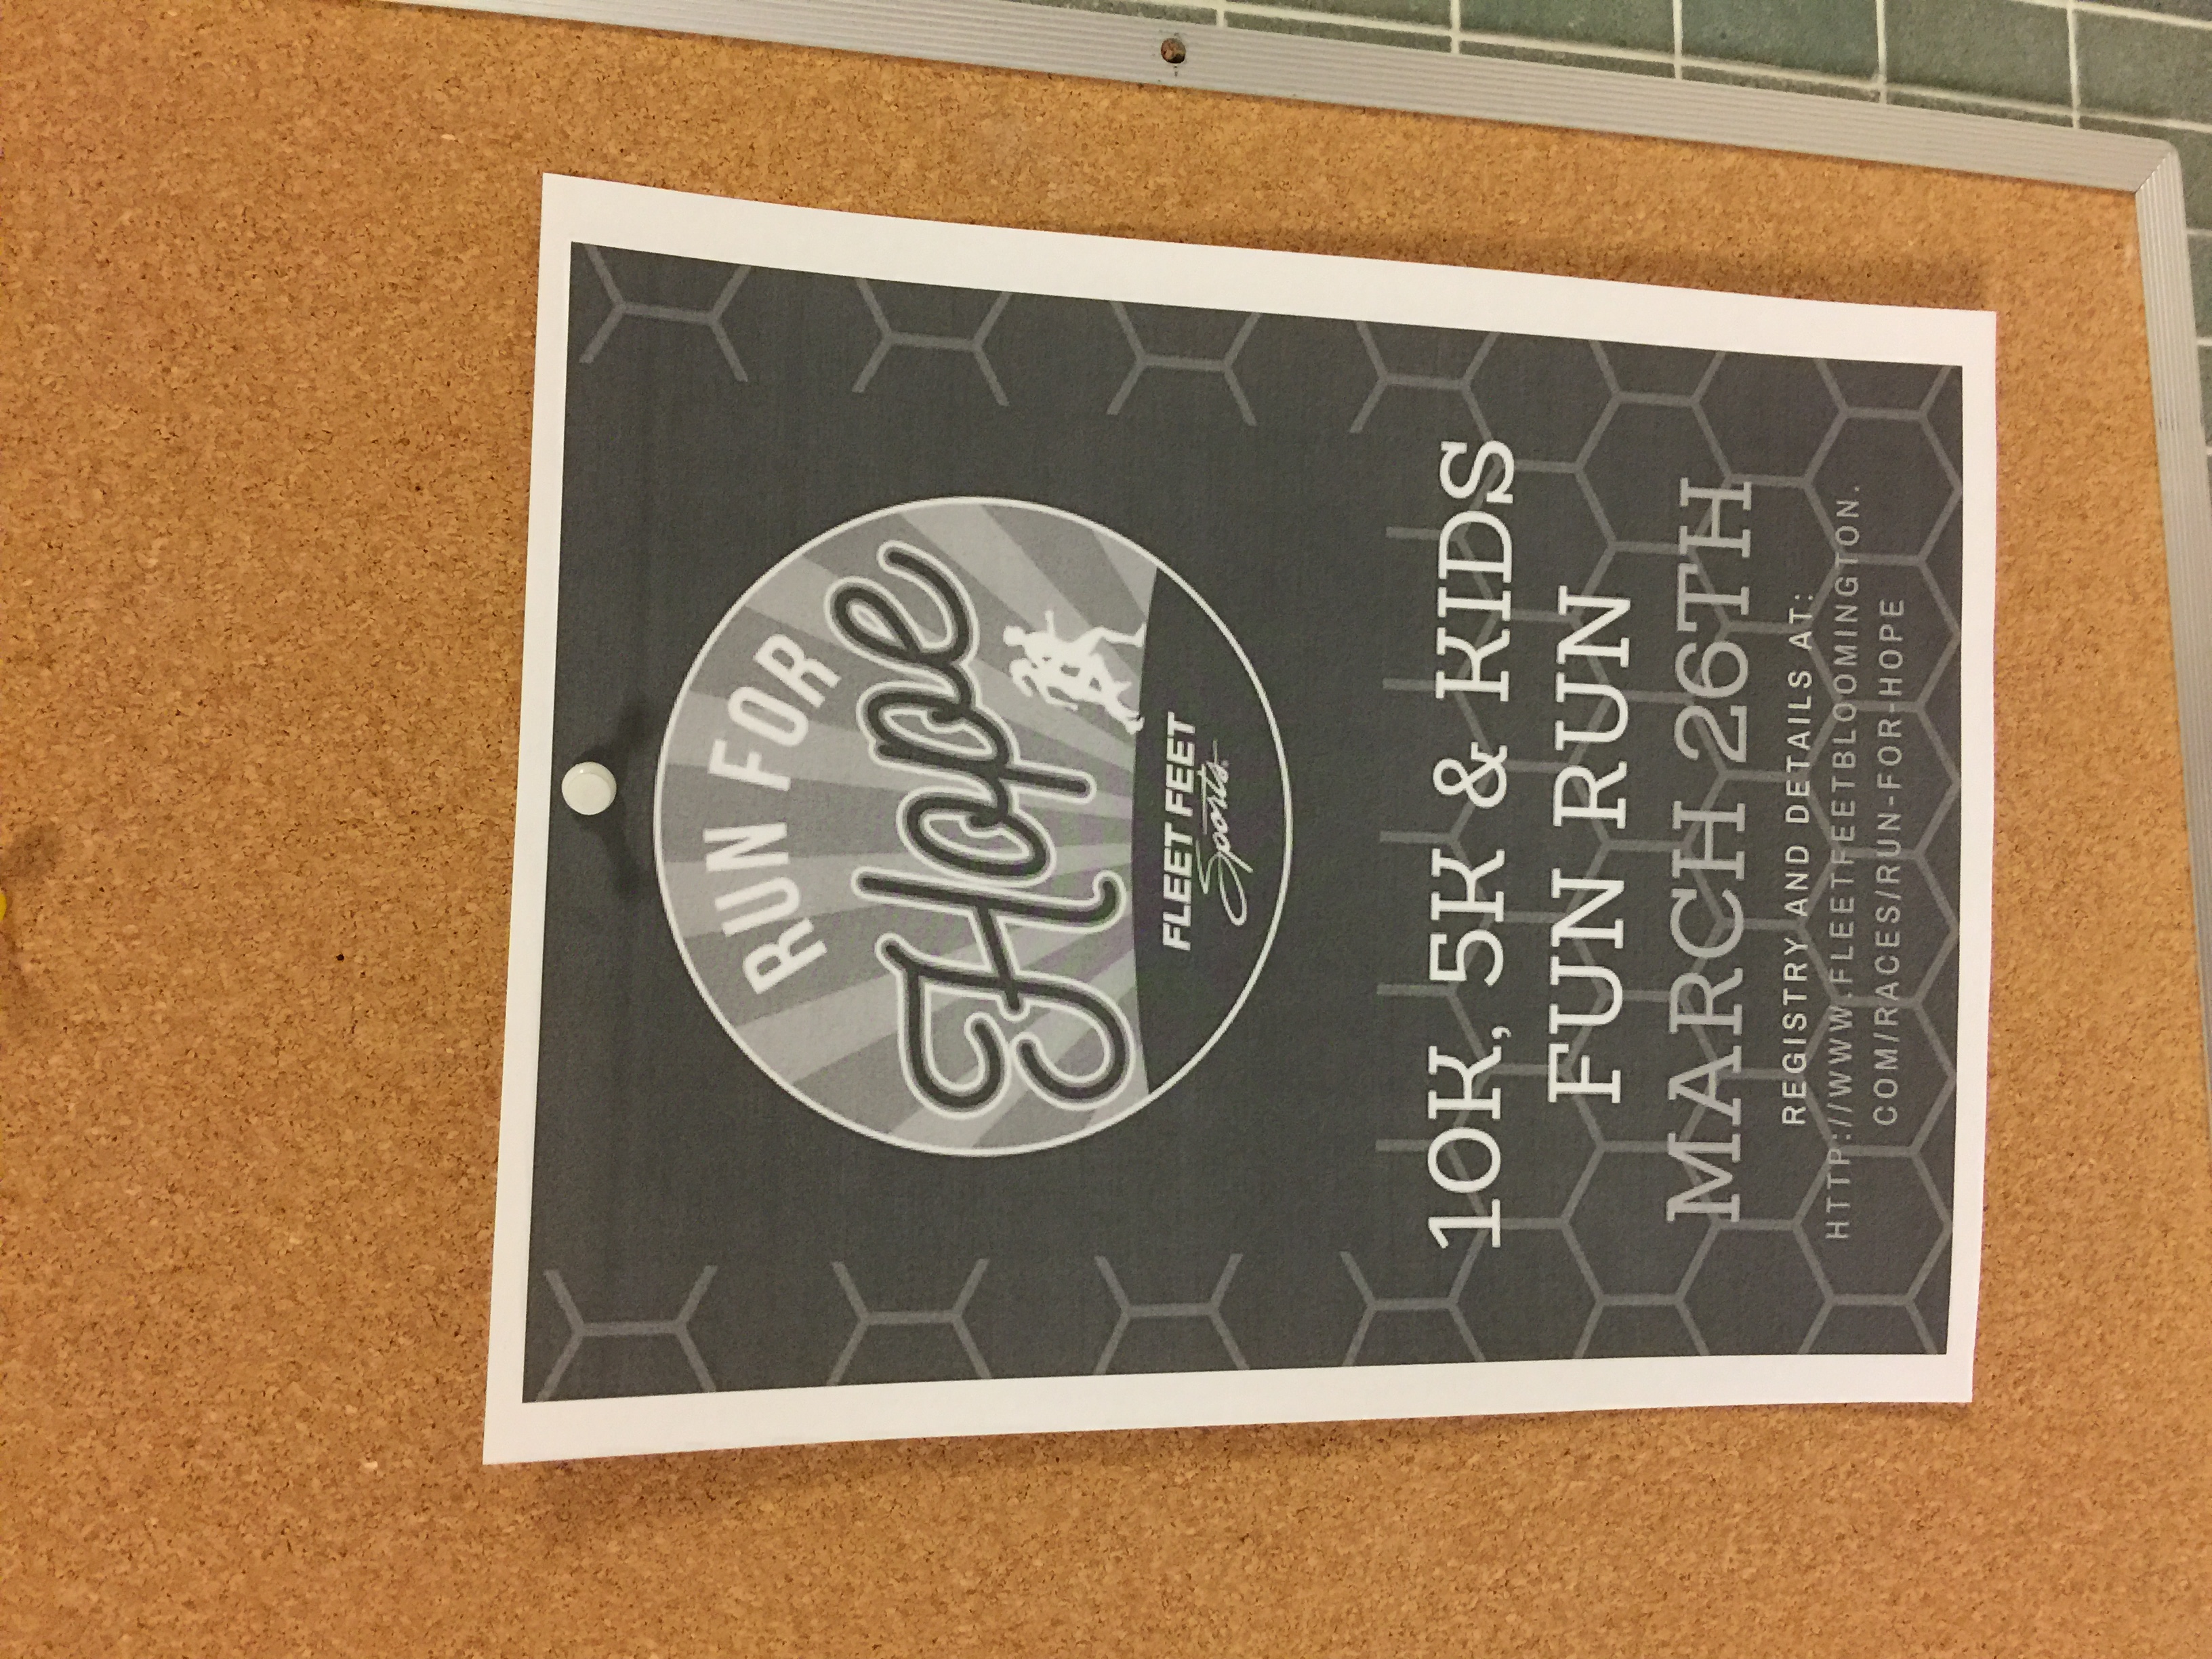 RUN FOR
Hope
FLEET FEET
Sports
10K, 5K & KIDS
FUN RUN
MARCH 26TH
REGISTRY AND DETAILS AT:
HTTP://WWW.FLEETFEETBLOOMINGTON.
COM/RACES/RUN-FOR-HOPE